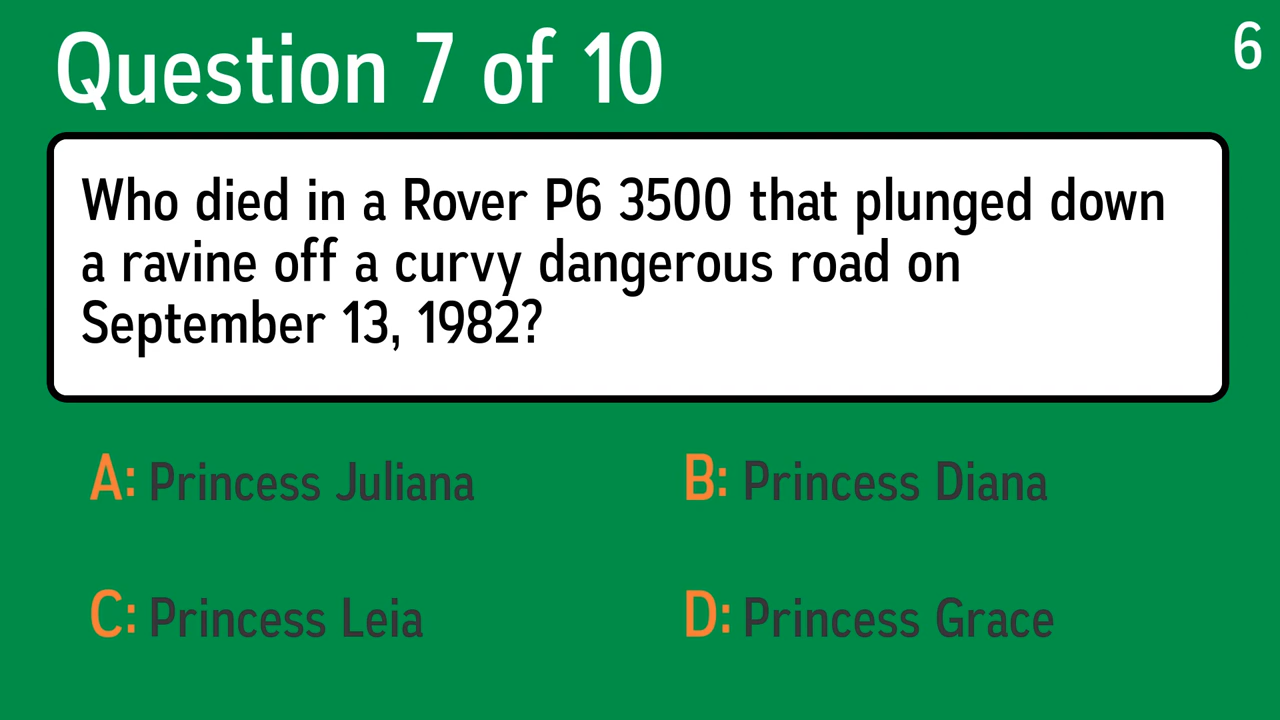 Question 7 of 10
6
Who died in a Rover P6 3500 that plunged down
a ravine off a curvy dangerous road on
September 13, 1982?
A: Princess Juliana
B: Princess Diana
C: Princess Leia
D: Princess Grace